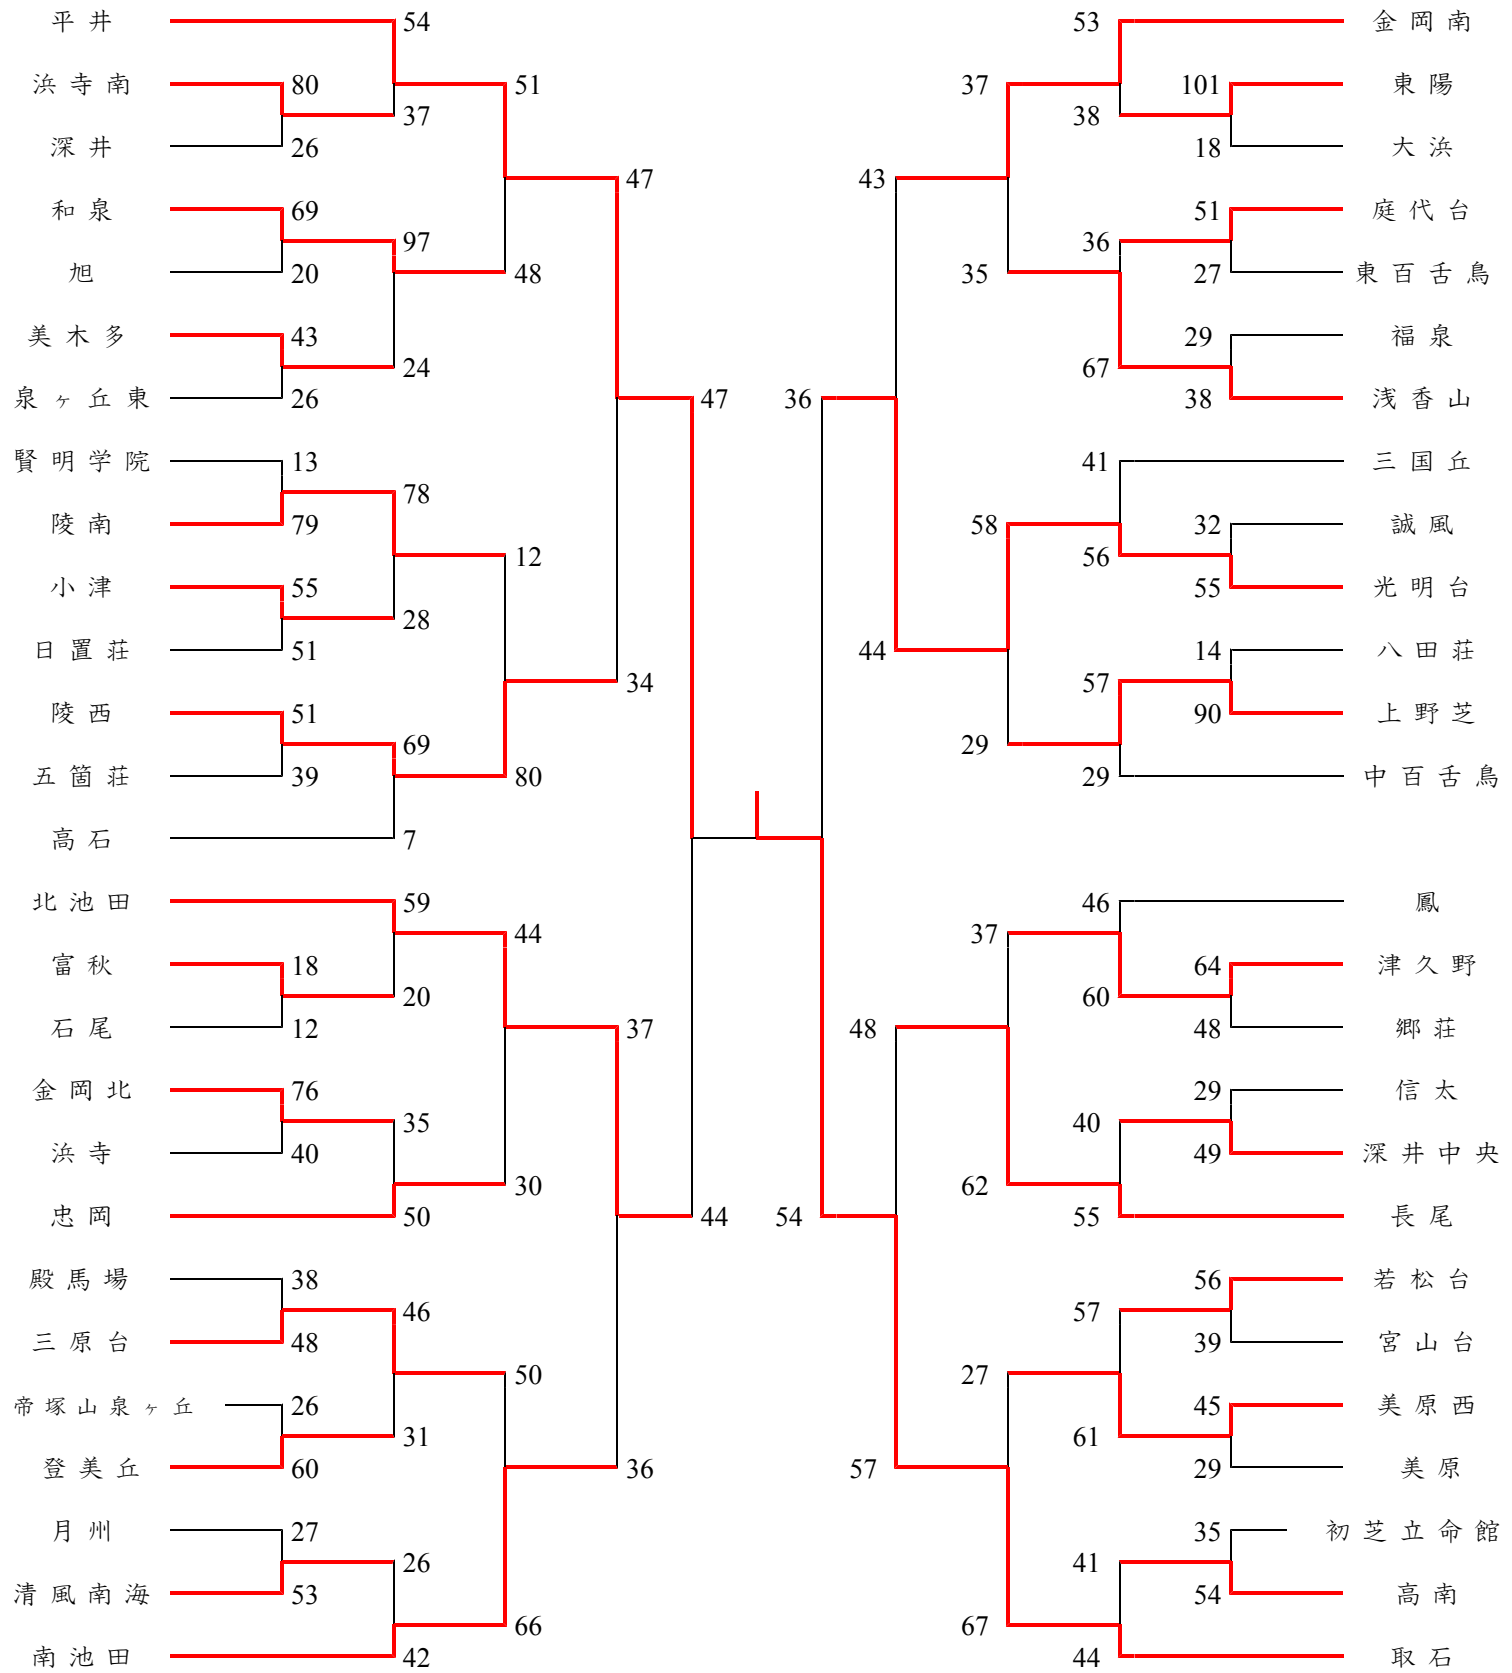 平井 54 53 金岡南
浜寺南 80 51 37 101 東陽
37 38
深井 26 18 大浜
47 43
和泉 69 51 庭代台
97 36
旭 20 48 35 27 東百舌鳥
美木多 43 29 福泉
24 67
泉ヶ丘東 26 47 36 38 浅香山
賢明学院 13 41 三国丘
78
陵南 79 58 32 誠風
12 56
小津 55 55 光明台
28
日置荘 51 44 14 八田荘
34 57
陵西 51 90 上野芝
69 29
五箇荘 39 80 29 中百舌鳥
高石 7
北池田 59 46 鳳
44 37
富秋 18 64 津久野
20 60
石尾 12 37 48 48 郷荘
金岡北 76 29 信太
35 40
浜寺 40 49 深井中央
30 62
忠岡 50 44 54 55 長尾
殿馬場 38 56 若松台
46 57
三原台 48 39 宮山台
50 27
帝塚山泉ヶ丘 26 45 美原西
31 61
登美丘 60 36 57 29 美原
月州 27 35 初芝立命館
26 41
清風南海 53 54 高南
66 67
南池田 42 44 取石